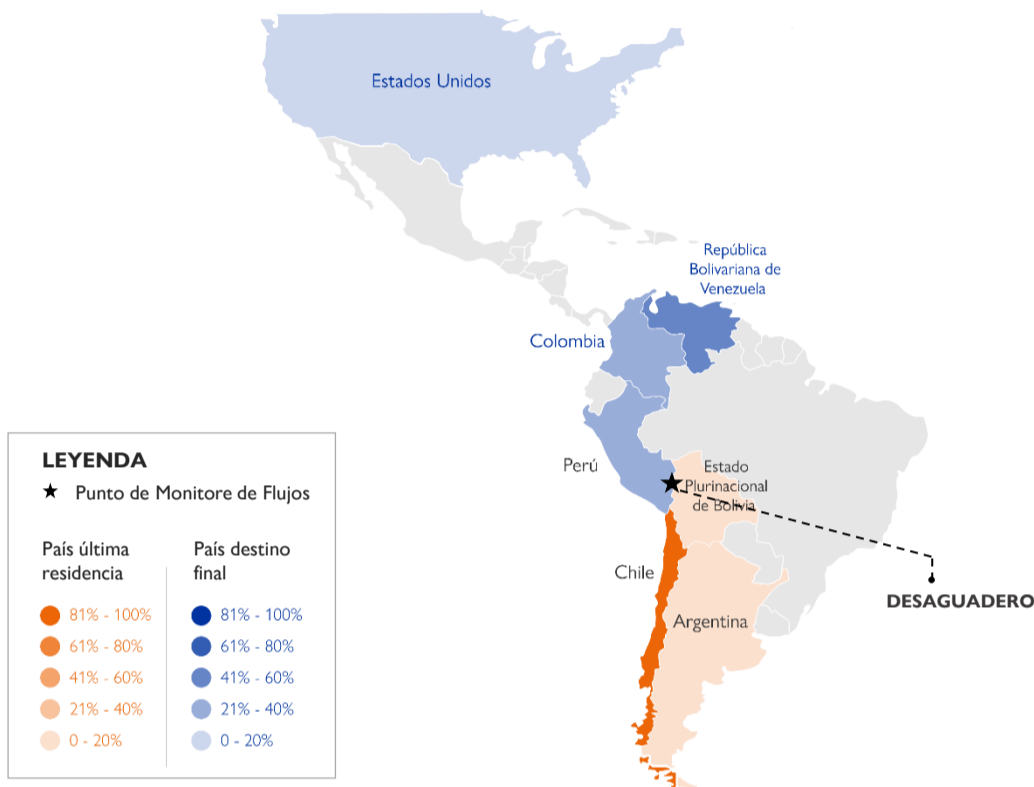 Estados Unidos
República
Bolivariana de
Venezuela
Colombia
Perú
Estado
Plurinacional
de Bolivia
Chile
Argentina
DESAGUADERO
LEYENDA
Punto de Monitore de Flujos
País última
residencia
81% - 100%
61% - 80%
41% - 60%
21% - 40%
0 - 20%
País destino
final
81% - 100%
61% - 80%
41% - 60%
21% - 40%
0 - 20%